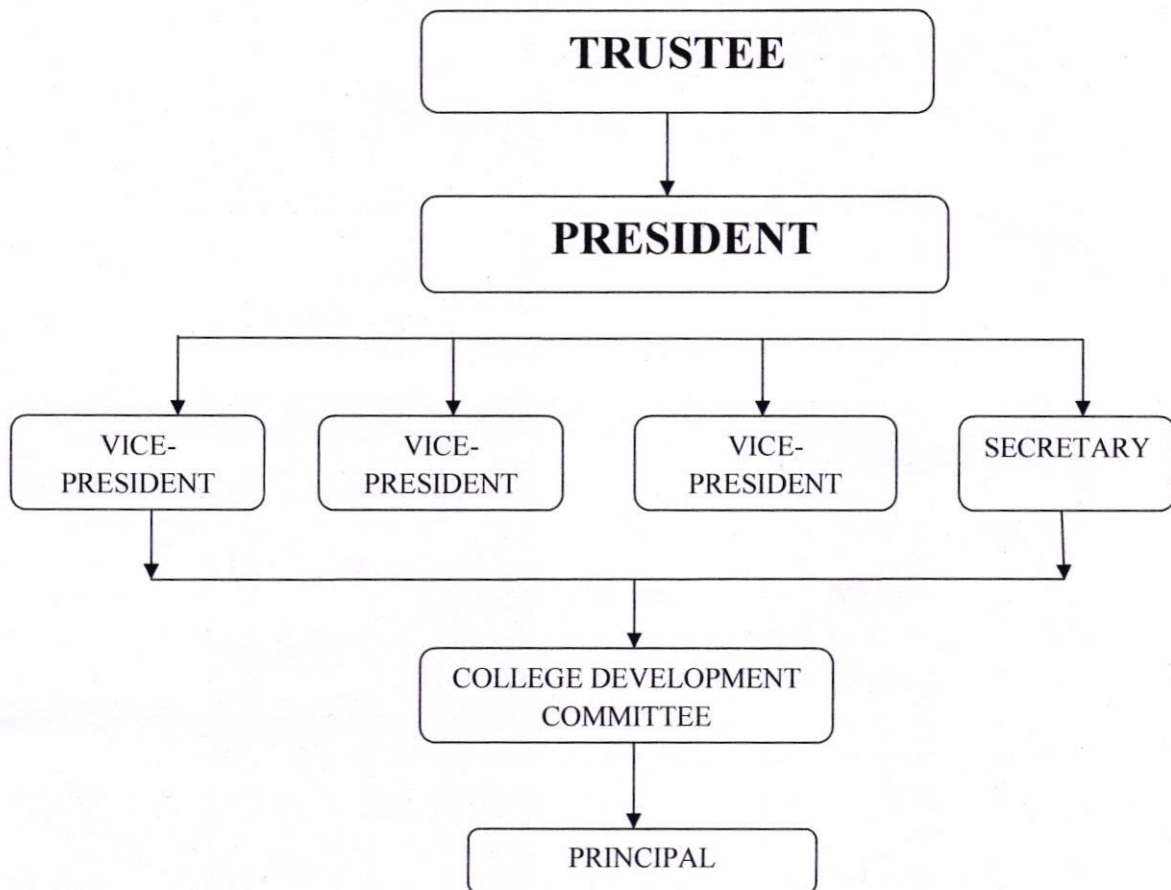 TRUSTEE
PRESIDENT
VICE-
PRESIDENT
VICE-
PRESIDENT
VICE-
PRESIDENT
SECRETARY
COLLEGE DEVELOPMENT
COMMITTEE
PRINCIPAL